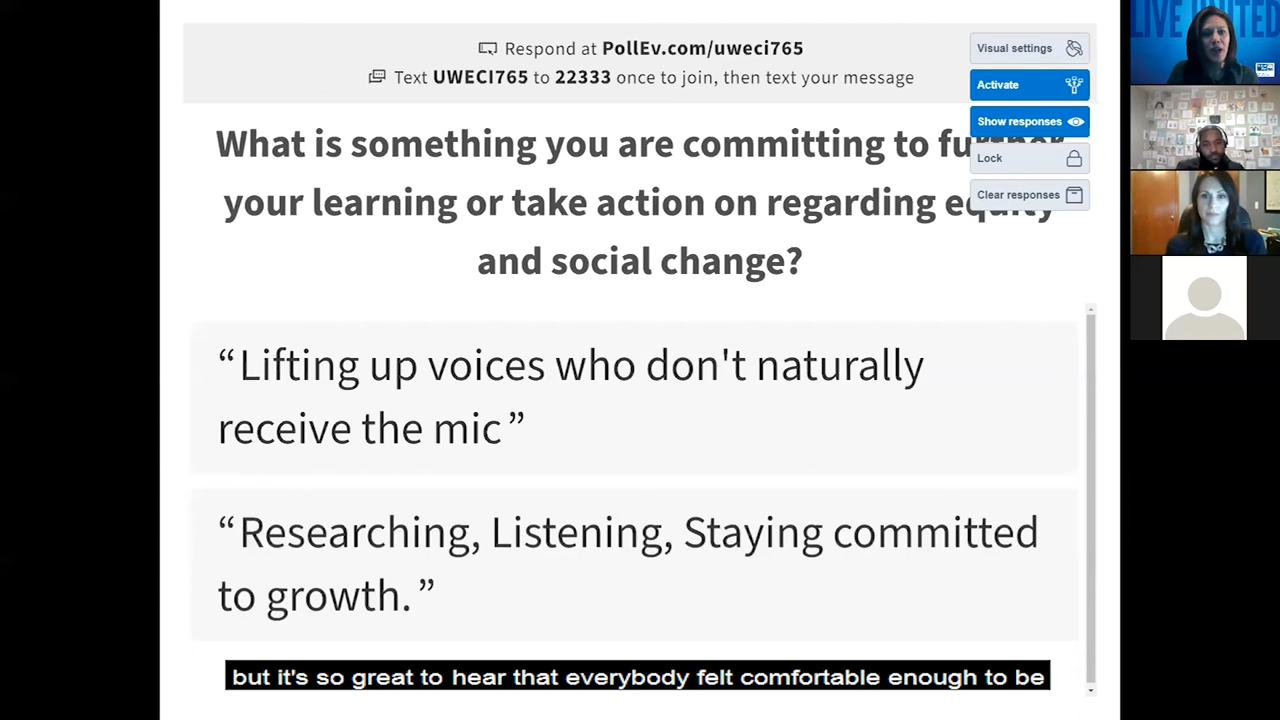 Respond at PollEv.com/uweci765
Text UWECI765 to 22333 once to join, then text your message
Visual settings
Activate
Show responses
Lock
Clear responses
What is something you are committing to
your learning or take action on regarding
and social change?
“Lifting up voices who don't naturally
receive the mic”
“Researching, Listening, Staying committed
to growth.”
but it's so great to hear that everybody felt comfortable enough to be
LIVE UNITED